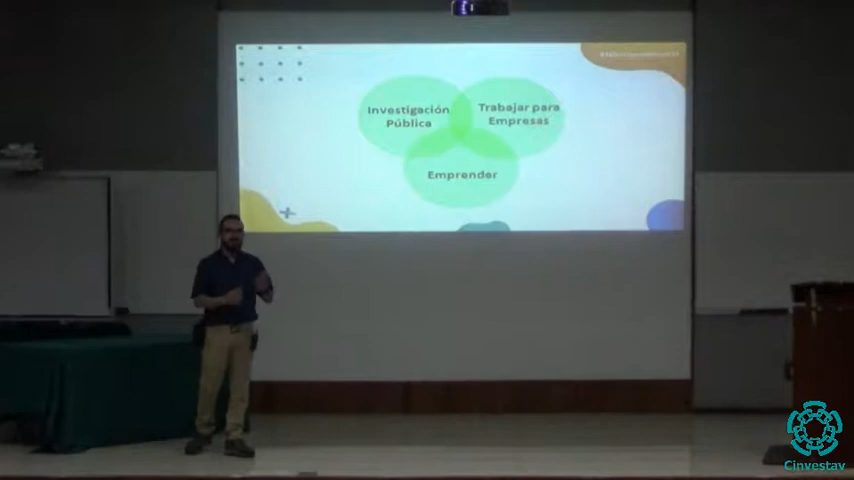 Investigación
Pública
Trabajar para
Empresas
Emprender
Cinvestav